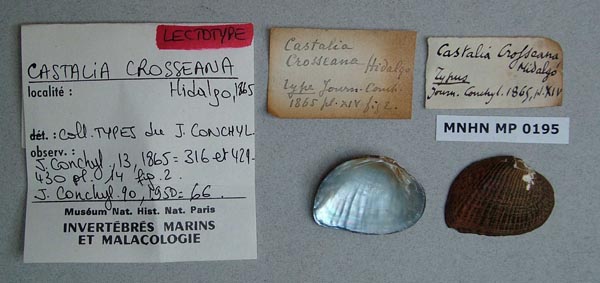 LECTOTYPE
CASTALIA CROSSEANA
localité :
Hidalgo, 1865
dét. : coll. TYPES du J. CONCHYL.
observ. :
J. Conchyl., 13, 1865 = 316 et 429-
430 pl. 14 fig. 2.
J. Conchyl. 90, 1950 = 66.
Muséum Nat. Hist. Nat. Paris
INVERTÉBRÉS MARINS
ET MALACOLOGIE
Castalia
Crosseana Hidalgo
type Journ. Conch.
1865 pl. XIV fig 2.
Castalia Crosseana
Hidalgo
Typus
Journ. Conchyl. 1865, pl. XIV
MNHN MP 0195